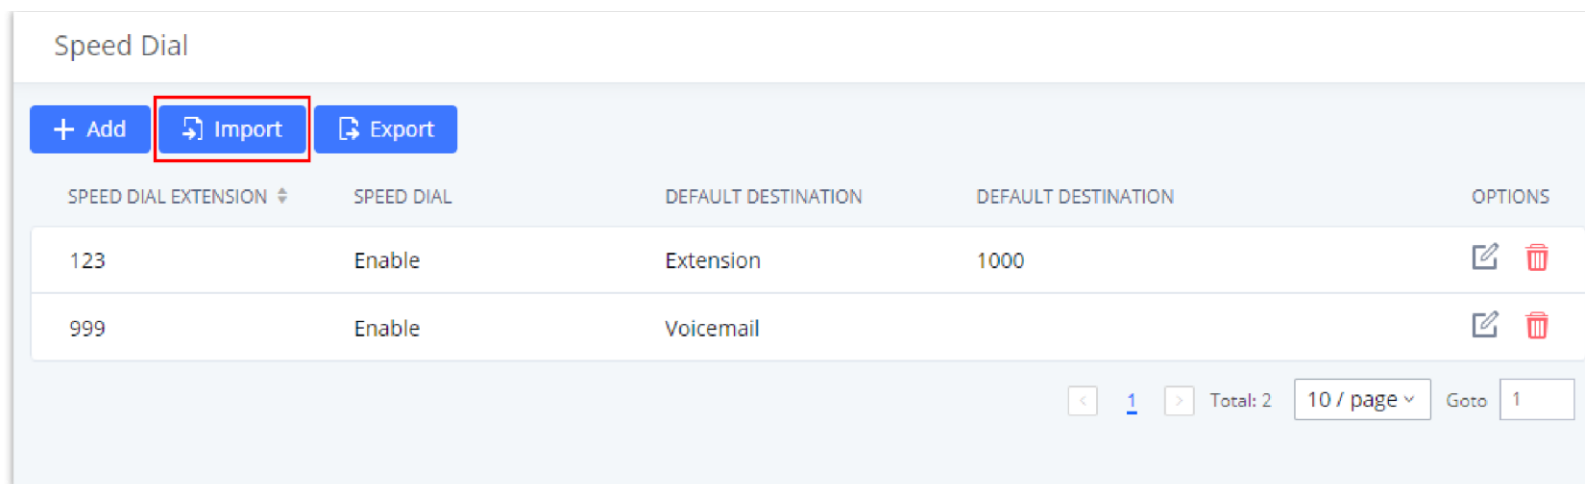 Speed Dial
+ Add Import Export
SPEED DIAL EXTENSION SPEED DIAL DEFAULT DESTINATION DEFAULT DESTINATION OPTIONS
123 Enable Extension 1000
999 Enable Voicemail
< 1 > Total: 2 10 / page Goto 1